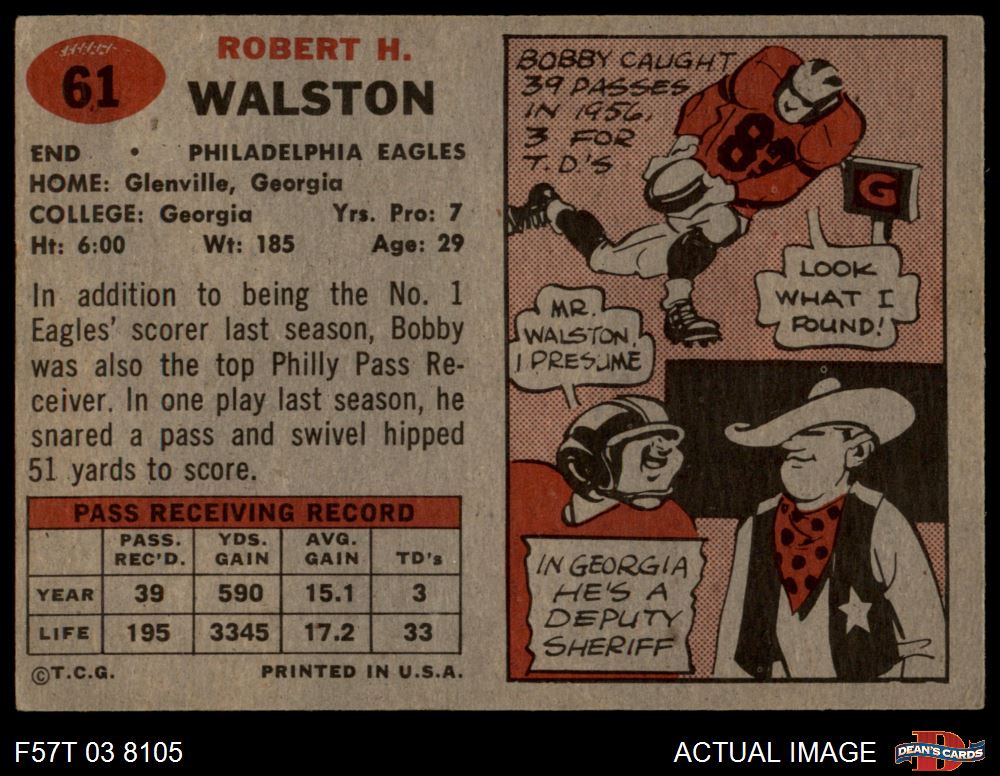 61
ROBERT H.
WALSTON
END • PHILADELPHIA EAGLES
HOME: Glenville, Georgia
COLLEGE: Georgia Yrs. Pro: 7
Ht: 6:00 Wt: 185 Age: 29
In addition to being the No. 1
Eagles' scorer last season, Bobby
was also the top Philly Pass Re-
ceiver. In one play last season, he
snared a pass and swivel hipped
51 yards to score.
PASS RECEIVING RECORD
PASS. REC'D. YDS. GAIN AVG. GAIN TD's
YEAR 39 590 15.1 3
LIFE 195 3345 17.2 33
©T.C.G. PRINTED IN U.S.A.
BOBBY CAUGHT
39 PASSES
IN 1956,
3 FOR
T.D.'S
G
LOOK
WHAT I
FOUND!
MR.
WALSTON,
I PRESUME
IN GEORGIA
HE'S A
DEPUTY
SHERIFF
F57T 03 8105
ACTUAL IMAGE
DEAN'S CARDS